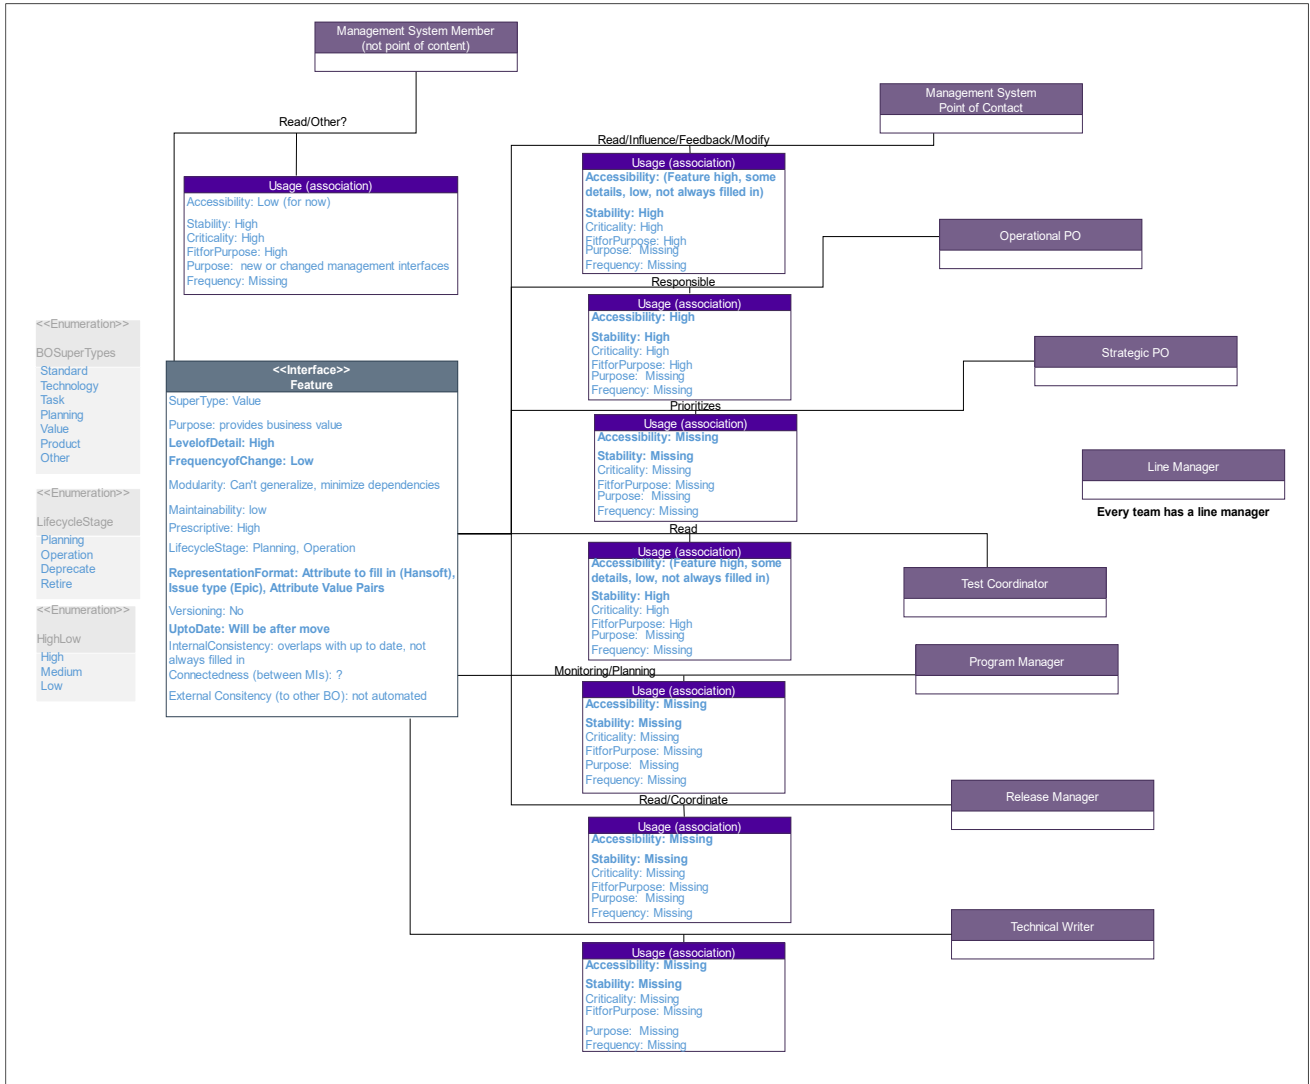 Management System Member
(not point of content)
Management System
Point of Contact
Read/Other?
Read/Influence/Feedback/Modify
Usage (association)
Accessibility: Low (for now)
Stability: High
Criticality: High
FitforPurpose: High
Purpose:  new or changed management interfaces
Frequency: Missing
Usage (association)
Accessibility: (Feature high, some
details, low, not always filled in)
Stability: High
Criticality: High
FitforPurpose: High
Purpose:  Missing
Frequency: Missing
Operational PO
Responsible
Usage (association)
Accessibility: High
Stability: High
Criticality: High
FitforPurpose: High
Purpose:  Missing
Frequency: Missing
Strategic PO
<<Enumeration>>
BOSuperTypes
Standard
Technology
Task
Planning
Value
Product
Other
<<Enumeration>>
LifecycleStage
Planning
Operation
Deprecate
Retire
<<Enumeration>>
HighLow
High
Medium
Low
<<Interface>>
Feature
SuperType: Value
Purpose: provides business value
LevelofDetail: High
FrequencyofChange: Low
Modularity: Can't generalize, minimize dependencies
Maintainability: low
Prescriptive: High
LifecycleStage: Planning, Operation
RepresentationFormat: Attribute to fill in (Hansoft),
Issue type (Epic), Attribute Value Pairs
Versioning: No
UptoDate: Will be after move
InternalConsistency: overlaps with up to date, not
always filled in
Connectedness (between MIs): ?
External Consitency (to other BO): not automated
Prioritizes
Usage (association)
Accessibility: Missing
Stability: Missing
Criticality: Missing
FitforPurpose: Missing
Purpose:  Missing
Frequency: Missing
Line Manager
Every team has a line manager
Read
Usage (association)
Accessibility: (Feature high, some
details, low, not always filled in)
Stability: High
Criticality: High
FitforPurpose: High
Purpose:  Missing
Frequency: Missing
Test Coordinator
Program Manager
Monitoring/Planning
Usage (association)
Accessibility: Missing
Stability: Missing
Criticality: Missing
FitforPurpose: Missing
Purpose:  Missing
Frequency: Missing
Release Manager
Read/Coordinate
Usage (association)
Accessibility: Missing
Stability: Missing
Criticality: Missing
FitforPurpose: Missing
Purpose:  Missing
Frequency: Missing
Technical Writer
Usage (association)
Accessibility: Missing
Stability: Missing
Criticality: Missing
FitforPurpose: Missing
Purpose:  Missing
Frequency: Missing